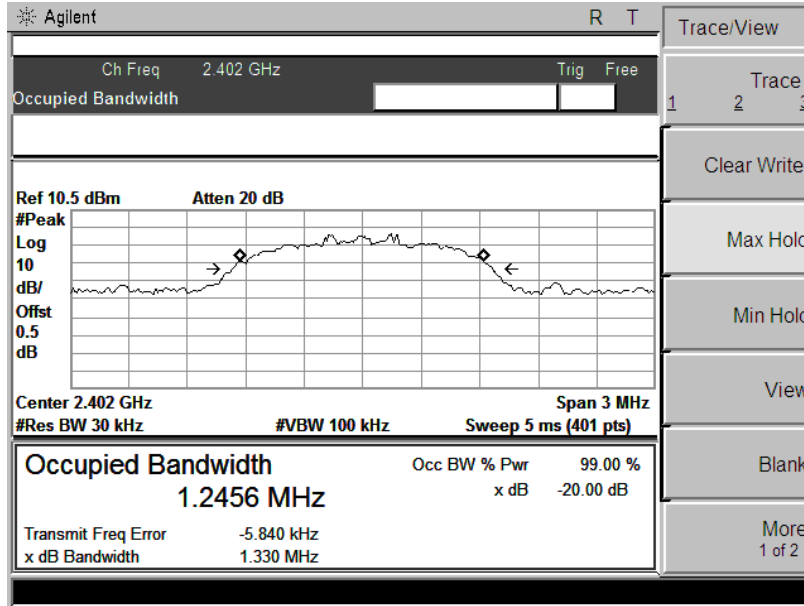 Agilent R T
Trace/View
Ch Freq 2.402 GHz Trig Free
Occupied Bandwidth
Trace
1 2 3
Clear Write
Ref 10.5 dBm Atten 20 dB
#Peak
Log
10
dB/
Offst
0.5
dB
Max Hold
Min Hold
View
Blank
More
1 of 2
Center 2.402 GHz Span 3 MHz
#Res BW 30 kHz #VBW 100 kHz Sweep 5 ms (401 pts)
Occupied Bandwidth
1.2456 MHz
Occ BW % Pwr 99.00 %
x dB -20.00 dB
Transmit Freq Error -5.840 kHz
x dB Bandwidth 1.330 MHz